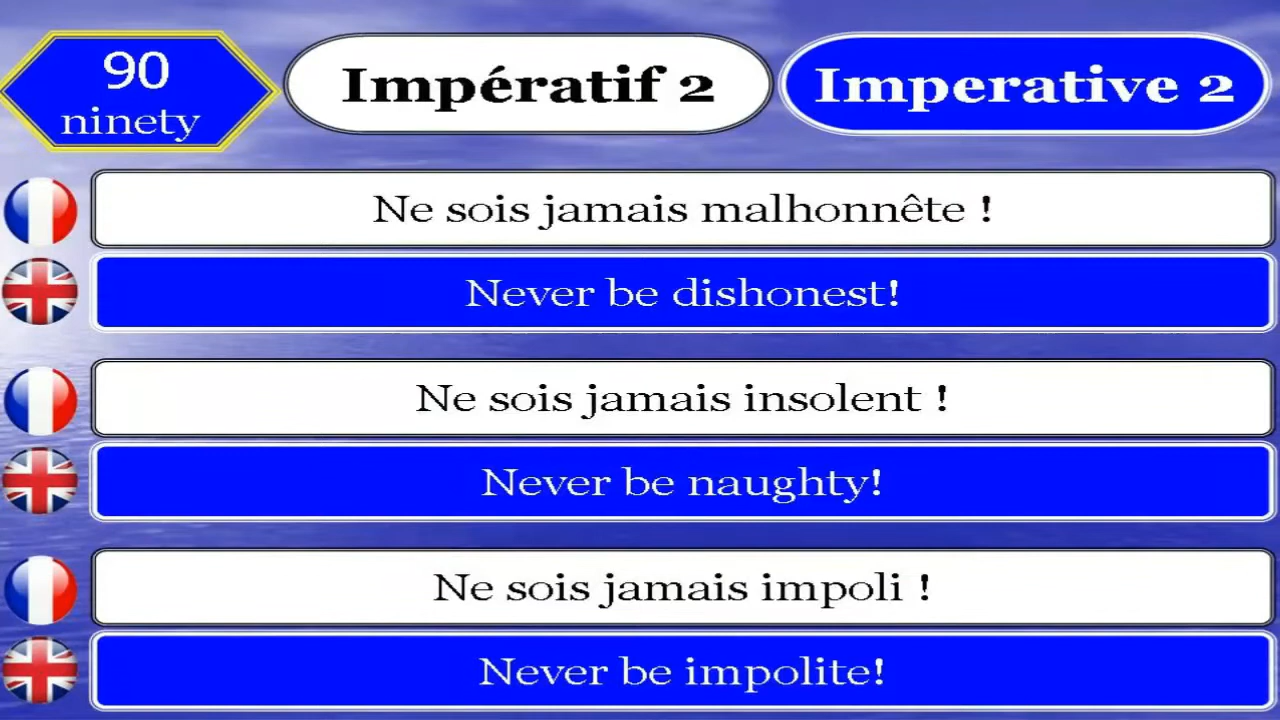 90
ninety
Impératif 2
Imperative 2
Ne sois jamais malhonnête !
Never be dishonest!
Ne sois jamais insolent !
Never be naughty!
Ne sois jamais impoli !
Never be impolite!